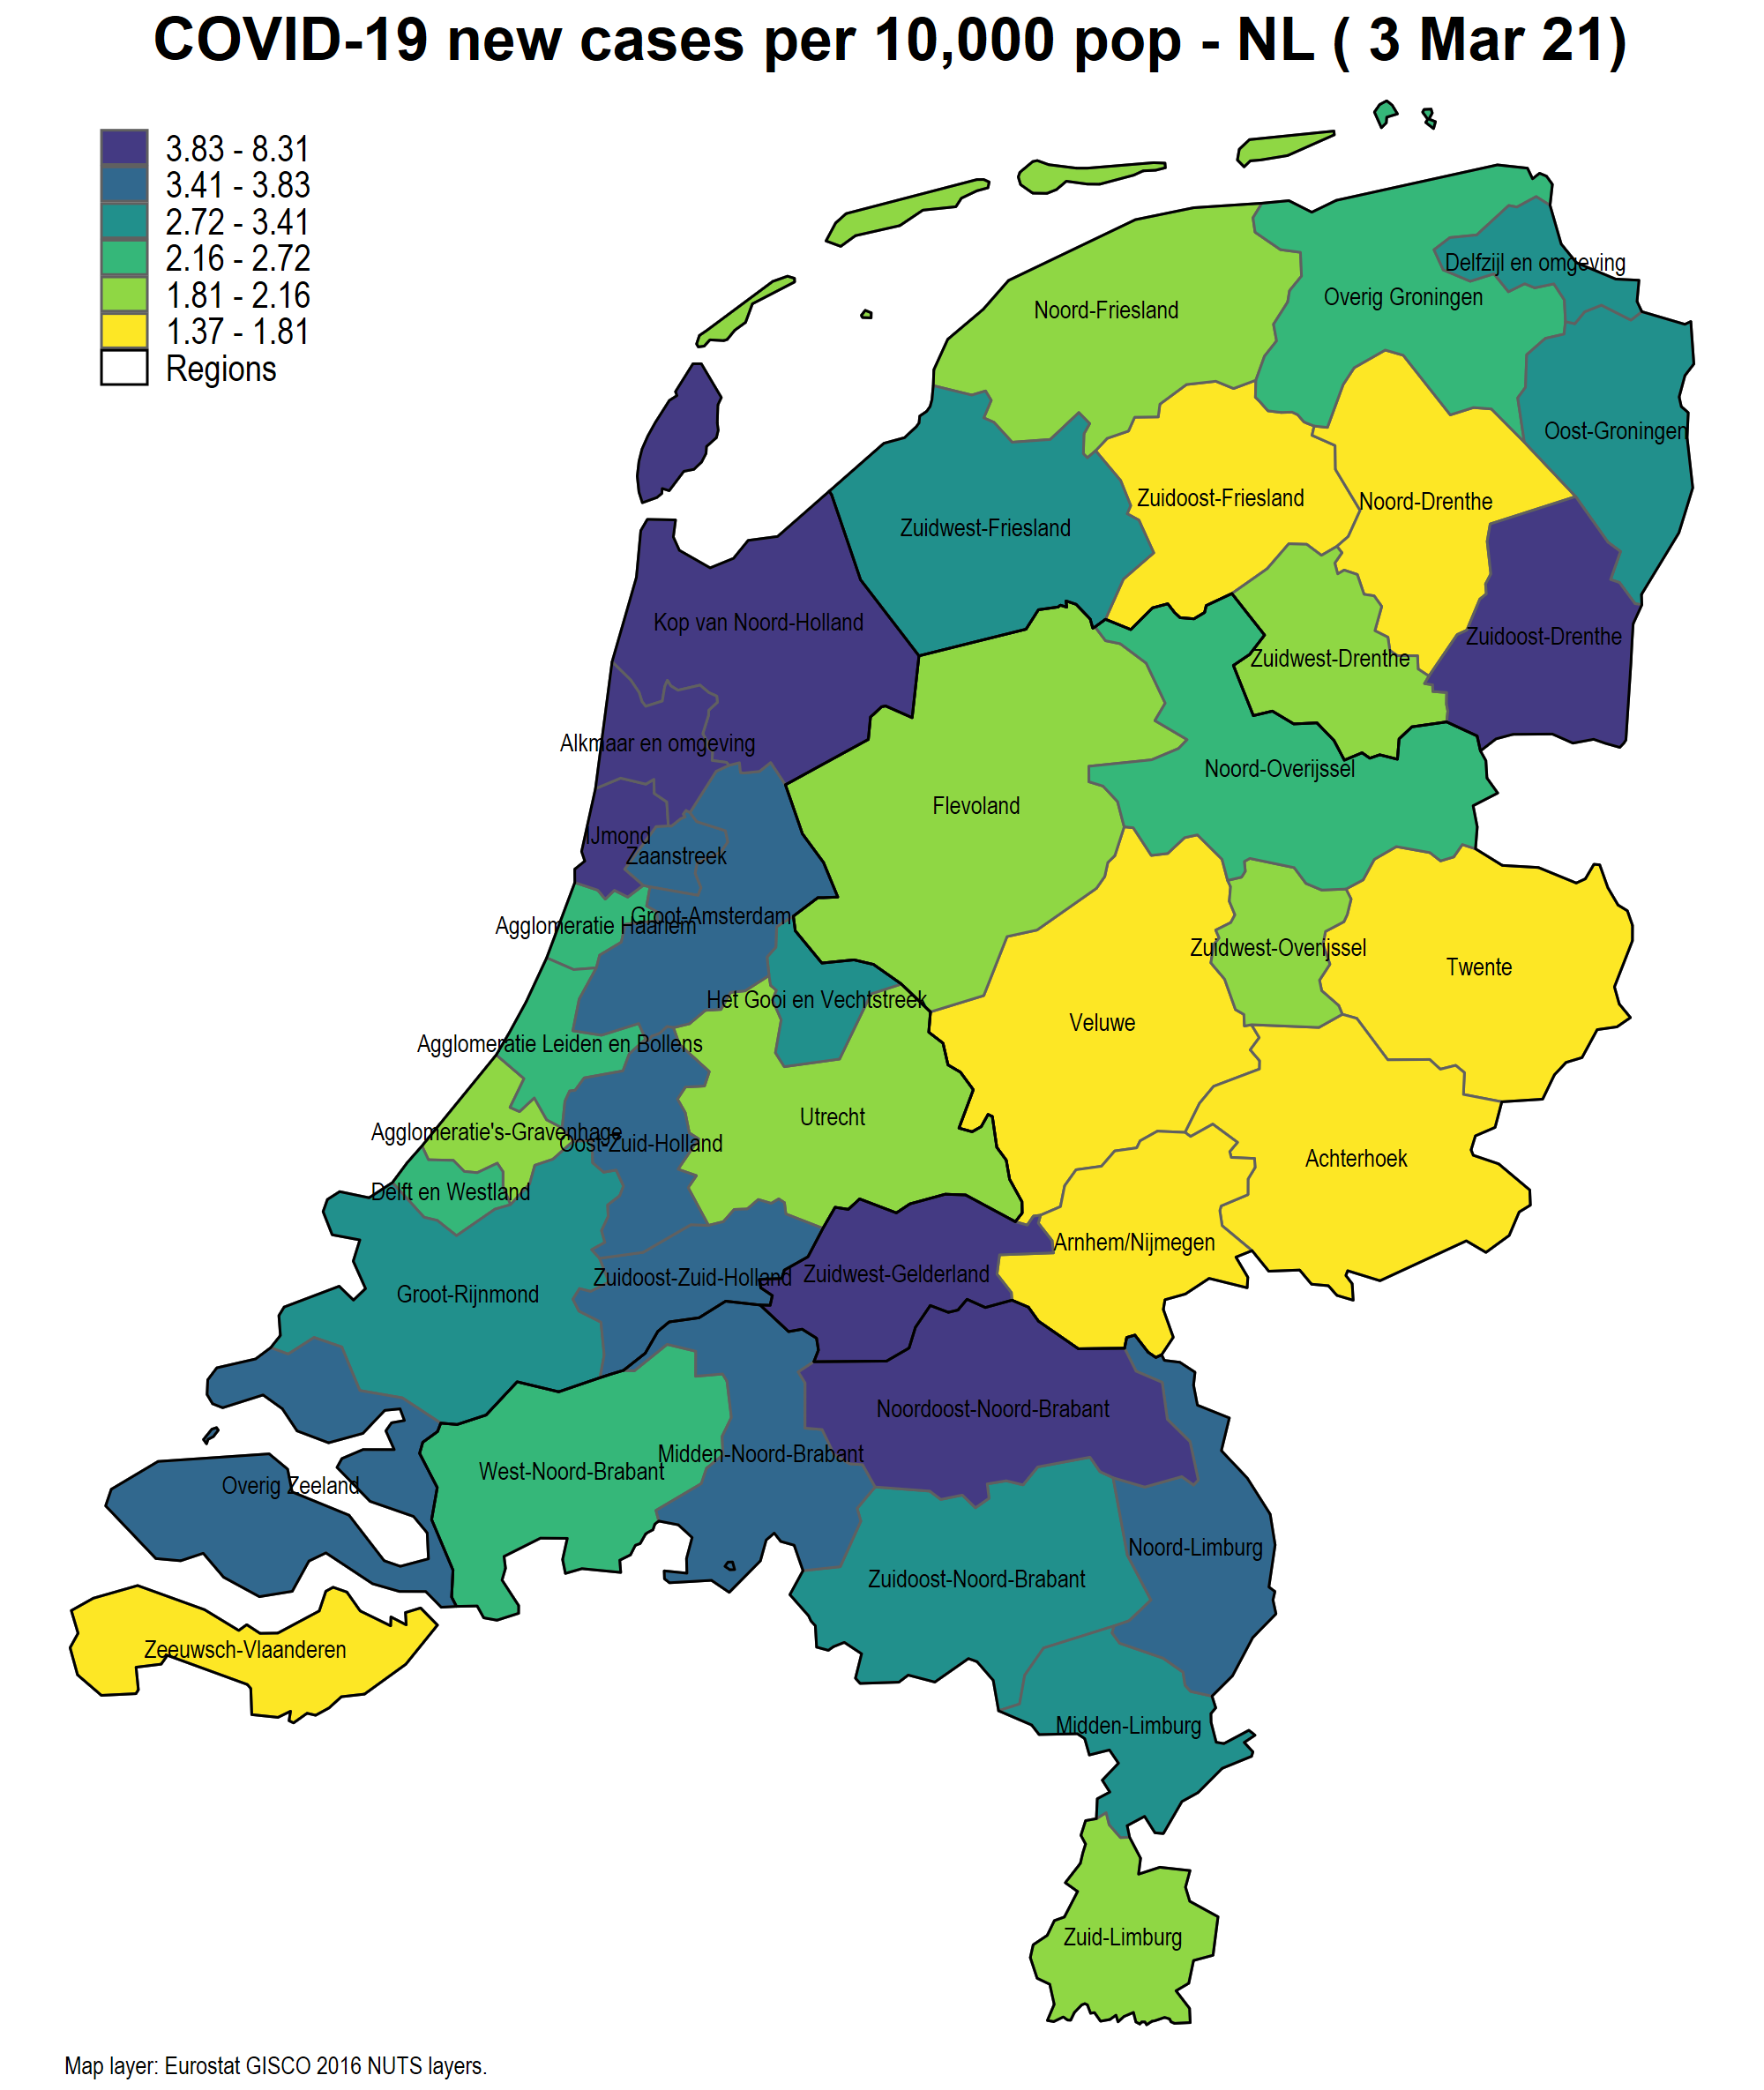 COVID-19 new cases per 10,000 pop - NL ( 3 Mar 21)
3.83 - 8.31
3.41 - 3.83
2.72 - 3.41
2.16 - 2.72
1.81 - 2.16
1.37 - 1.81
Regions
Delfzijl en omgeving
Overig Groningen
Noord-Friesland
Oost-Groningen
Zuidoost-Friesland
Noord-Drenthe
Zuidwest-Friesland
Kop van Noord-Holland
Zuidoost-Drenthe
Zuidwest-Drenthe
Alkmaar en omgeving
Noord-Overijssel
Flevoland
IJmond
Zaanstreek
Groot-Amsterdam
Agglomeratie Haarlem
Zuidwest-Overijssel
Twente
Het Gooi en Vechtstreek
Veluwe
Agglomeratie Leiden en Bollens
Utrecht
Agglomeratie's-Gravenhage
Oost-Zuid-Holland
Achterhoek
Delft en Westland
Arnhem/Nijmegen
Zuidwest-Gelderland
Zuidoost-Zuid-Holland
Groot-Rijnmond
Noordoost-Noord-Brabant
Midden-Noord-Brabant
West-Noord-Brabant
Overig Zeeland
Noord-Limburg
Zuidoost-Noord-Brabant
Zeeuwsch-Vlaanderen
Midden-Limburg
Zuid-Limburg
Map layer: Eurostat GISCO 2016 NUTS layers.